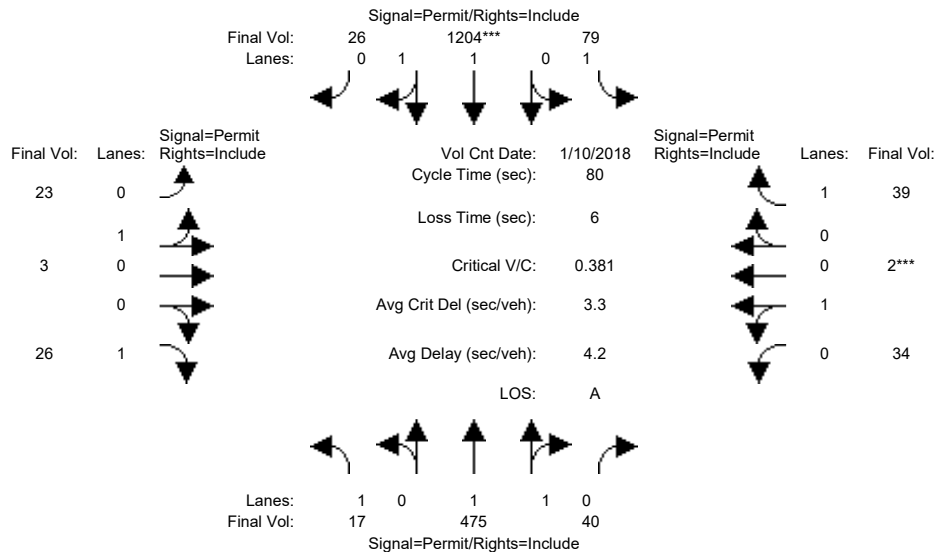 Signal=Permit/Rights=Include
Final Vol: 26 1204*** 79
Lanes: 0 1 1 0 1
Signal=Permit
Final Vol: Lanes: Rights=Include
Vol Cnt Date: 1/10/2018
Signal=Permit
Rights=Include Lanes: Final Vol:
Cycle Time (sec): 80
23 0
1 39
Loss Time (sec): 6
1
0
3 0
Critical V/C: 0.381
0 2***
0
Avg Crit Del (sec/veh): 3.3
1
26 1
Avg Delay (sec/veh): 4.2
0 34
LOS: A
Lanes: 1 0 1 1 0
Final Vol: 17 475 40
Signal=Permit/Rights=Include